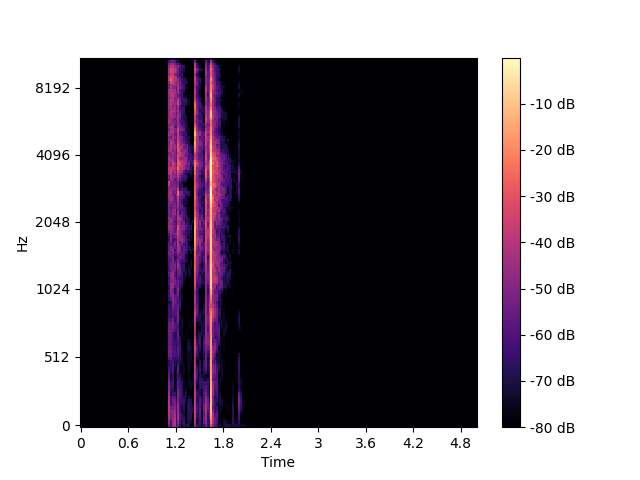 8192
4096
2048
1024
512
0
Hz
0 0.6 1.2 1.8 2.4 3 3.6 4.2 4.8
Time
-10 dB
-20 dB
-30 dB
-40 dB
-50 dB
-60 dB
-70 dB
-80 dB